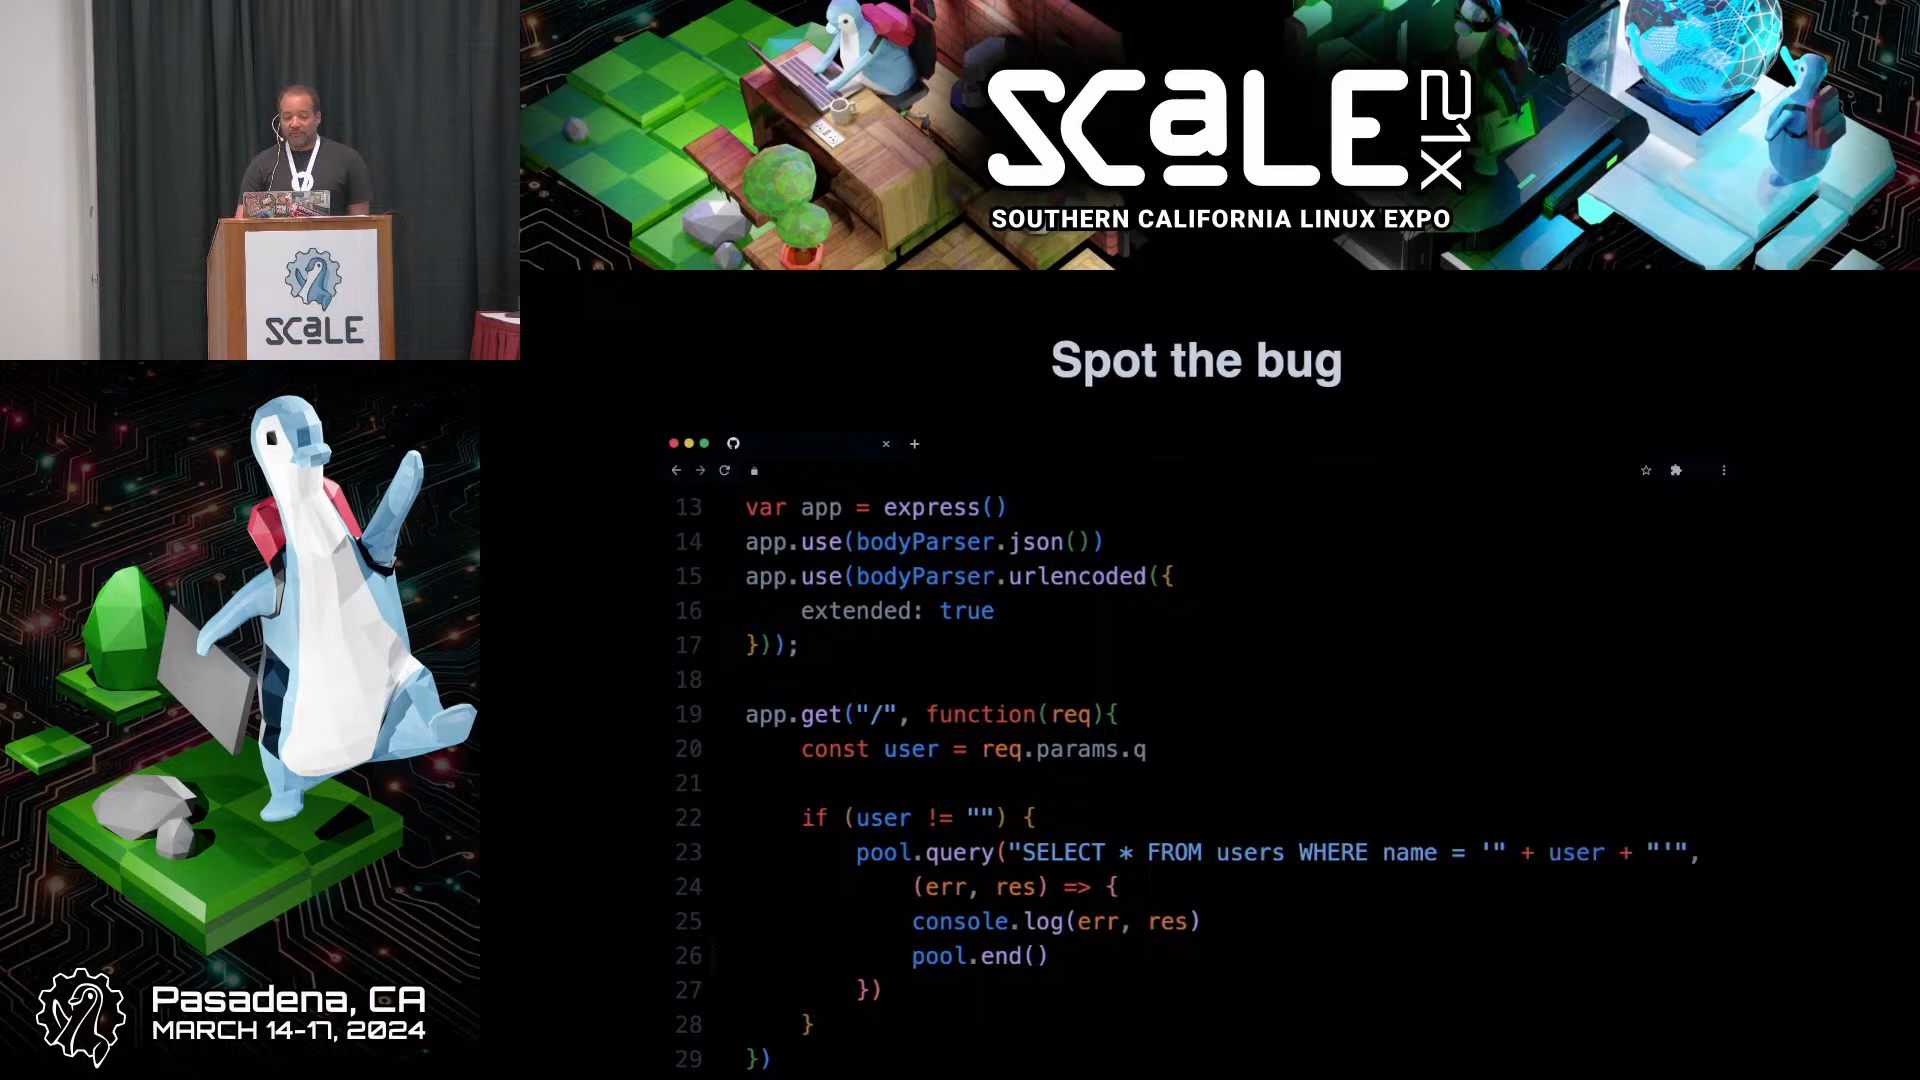 SCaLE
21X
SOUTHERN CALIFORNIA LINUX EXPO
SCaLE
Spot the bug
13 var app = express()
14 app.use(bodyParser.json())
15 app.use(bodyParser.urlencoded({
16 extended: true
17 }));
18
19 app.get("/", function(req){
20 const user = req.params.q
21
22 if (user != "") {
23 pool.query("SELECT * FROM users WHERE name = '" + user + "'",
24 (err, res) => {
25 console.log(err, res)
26 pool.end()
27 })
28 }
29 })
Pasadena, CA
MARCH 14-17, 2024